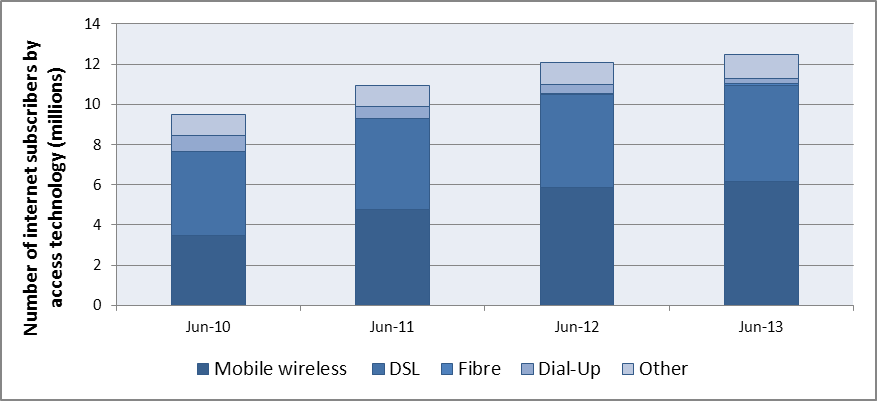 Number of internet subscribers by
access technology (millions)
14
12
10
8
6
4
2
0
Jun-10 Jun-11 Jun-12 Jun-13
Mobile wireless DSL Fibre Dial-Up Other